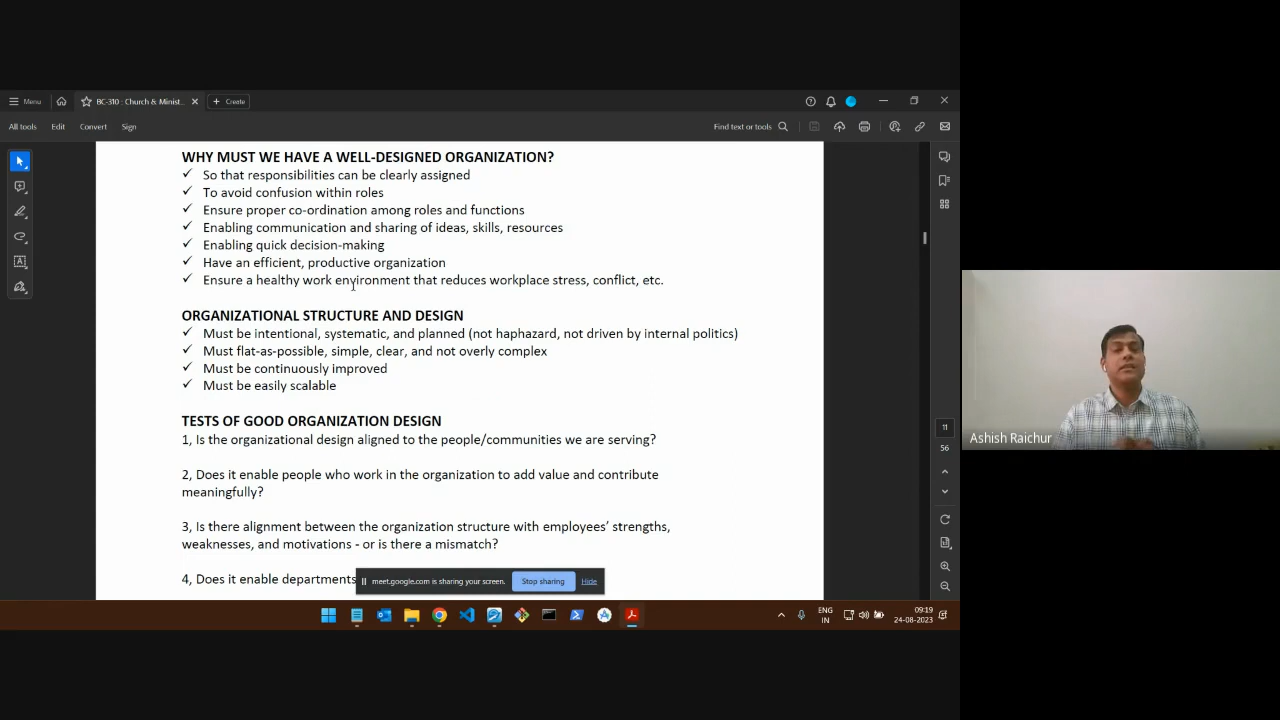 Menu
BC-310 : Church & Minist...
Create
All tools
Edit
Convert
Sign
Find text or tools
WHY MUST WE HAVE A WELL-DESIGNED ORGANIZATION?
✓ So that responsibilities can be clearly assigned
✓ To avoid confusion within roles
✓ Ensure proper co-ordination among roles and functions
✓ Enabling communication and sharing of ideas, skills, resources
✓ Enabling quick decision-making
✓ Have an efficient, productive organization
✓ Ensure a healthy work environment that reduces workplace stress, conflict, etc.
ORGANIZATIONAL STRUCTURE AND DESIGN
✓ Must be intentional, systematic, and planned (not haphazard, not driven by internal politics)
✓ Must flat-as-possible, simple, clear, and not overly complex
✓ Must be continuously improved
✓ Must be easily scalable
TESTS OF GOOD ORGANIZATION DESIGN
1, Is the organizational design aligned to the people/communities we are serving?
2, Does it enable people who work in the organization to add value and contribute
meaningfully?
3, Is there alignment between the organization structure with employees' strengths,
weaknesses, and motivations - or is there a mismatch?
4, Does it enable departments
meet.google.com is sharing your screen.
Stop sharing
Hide
11
56
Ashish Raichur
ENG
IN
09:19
24-08-2023